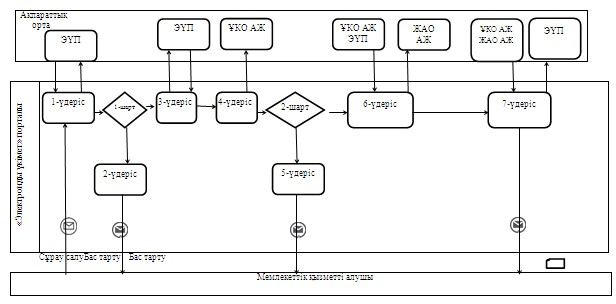 Ақпараттық
орта
ЭҮП
ЭҮП
ҰКО АЖ
ҰКО АЖ
ЭҮП
ЖАО
АЖ
ҰКО АЖ
ЖАО АЖ
ЭҮП
«Электронды үкімет» порталы
1-үдеріс
1-шарт
3-үдеріс
4-үдеріс
2-шарт
6-үдеріс
7-үдеріс
2-үдеріс
5-үдеріс
Сұрау салу Бас тарту Бас тарту
Мемлекеттік қызметті алушы